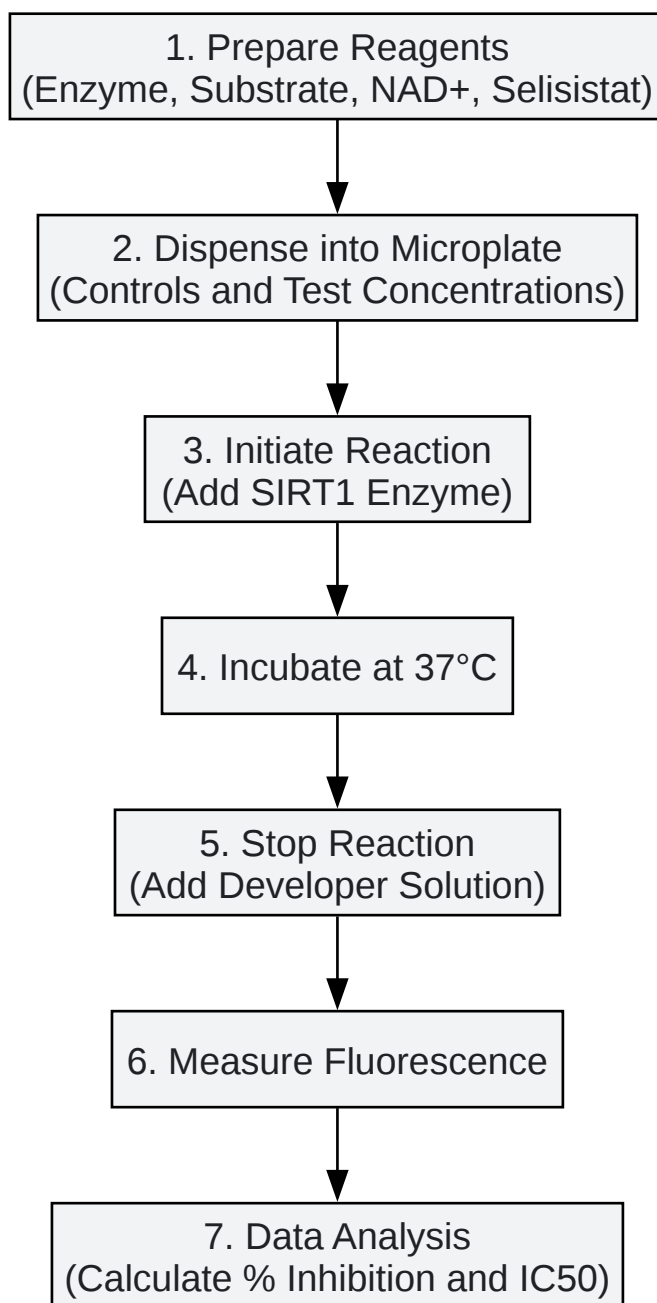 1. Prepare Reagents
(Enzyme, Substrate, NAD+, Selisistat)
2. Dispense into Microplate
(Controls and Test Concentrations)
3. Initiate Reaction
(Add SIRT1 Enzyme)
4. Incubate at 37°C
5. Stop Reaction
(Add Developer Solution)
6. Measure Fluorescence
7. Data Analysis
(Calculate % Inhibition and IC50)